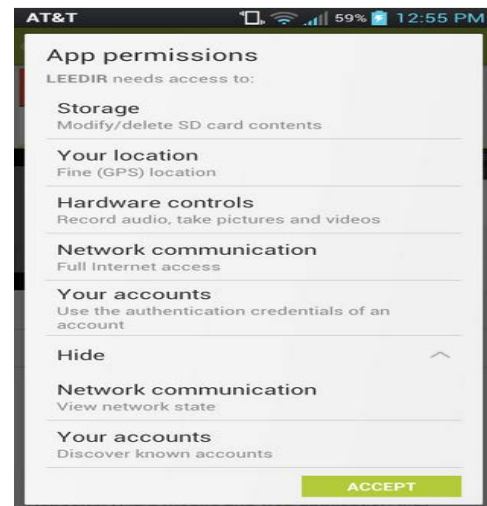 AT&T 59% 12:55 PM
App permissions
LEEDIR needs access to:
Storage
Modify/delete SD card contents
Your location
Fine (GPS) location
Hardware controls
Record audio, take pictures and videos
Network communication
Full Internet access
Your accounts
Use the authentication credentials of an
account
Hide
Network communication
View network state
Your accounts
Discover known accounts
ACCEPT